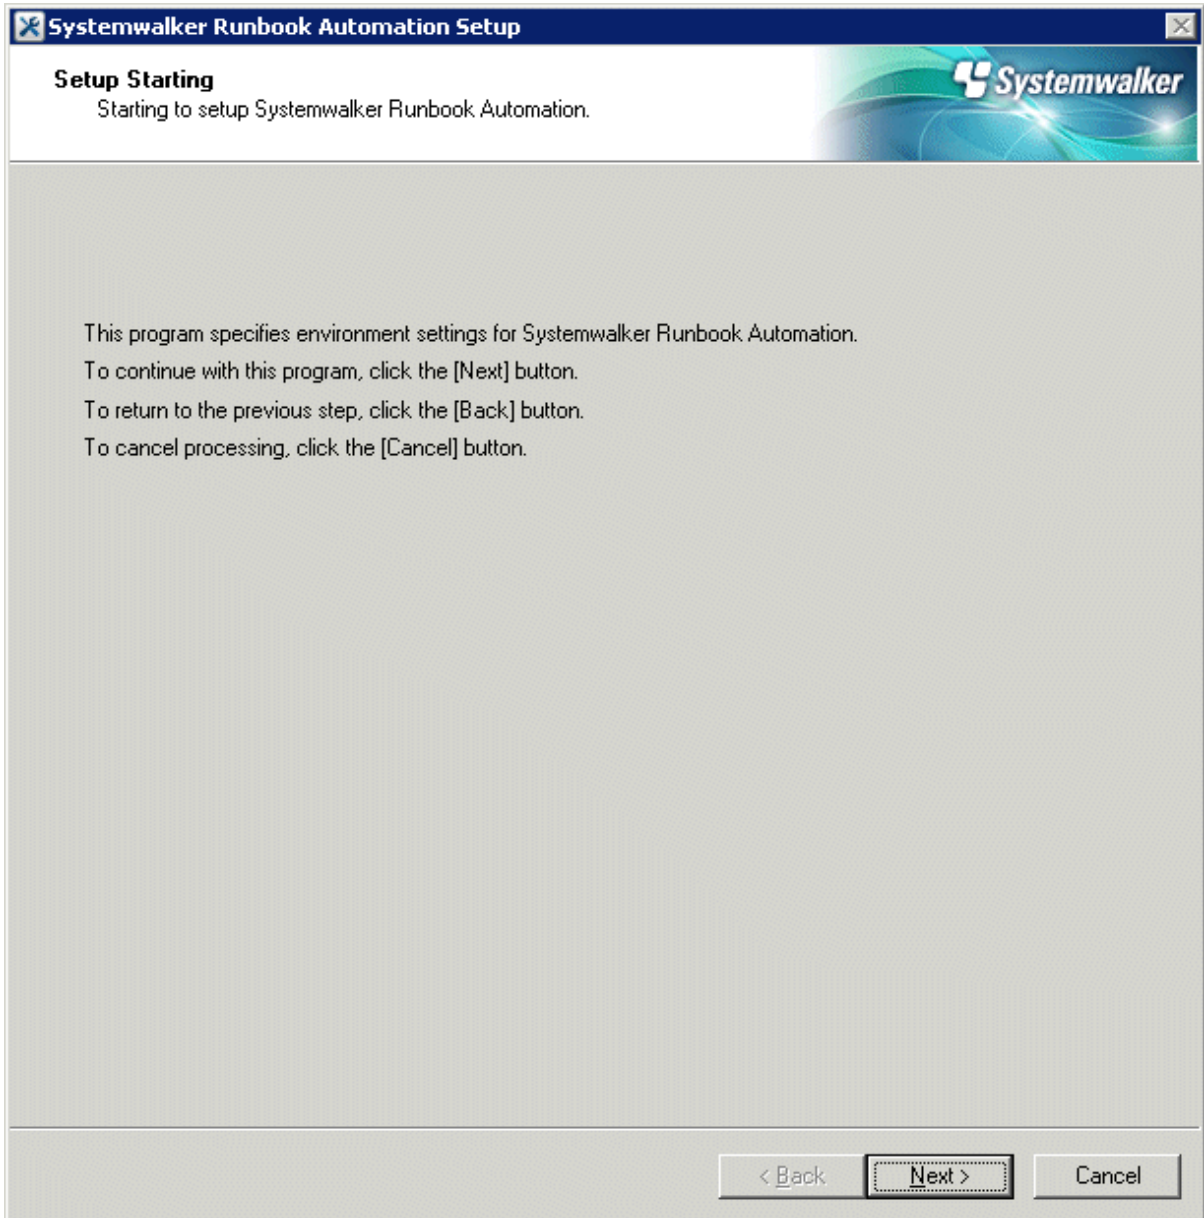 Systemwalker Runbook Automation Setup
Setup Starting
Starting to setup Systemwalker Runbook Automation.
Systemwalker
This program specifies environment settings for Systemwalker Runbook Automation.
To continue with this program, click the [Next] button.
To return to the previous step, click the [Back] button.
To cancel processing, click the [Cancel] button.
< Back
Next >
Cancel